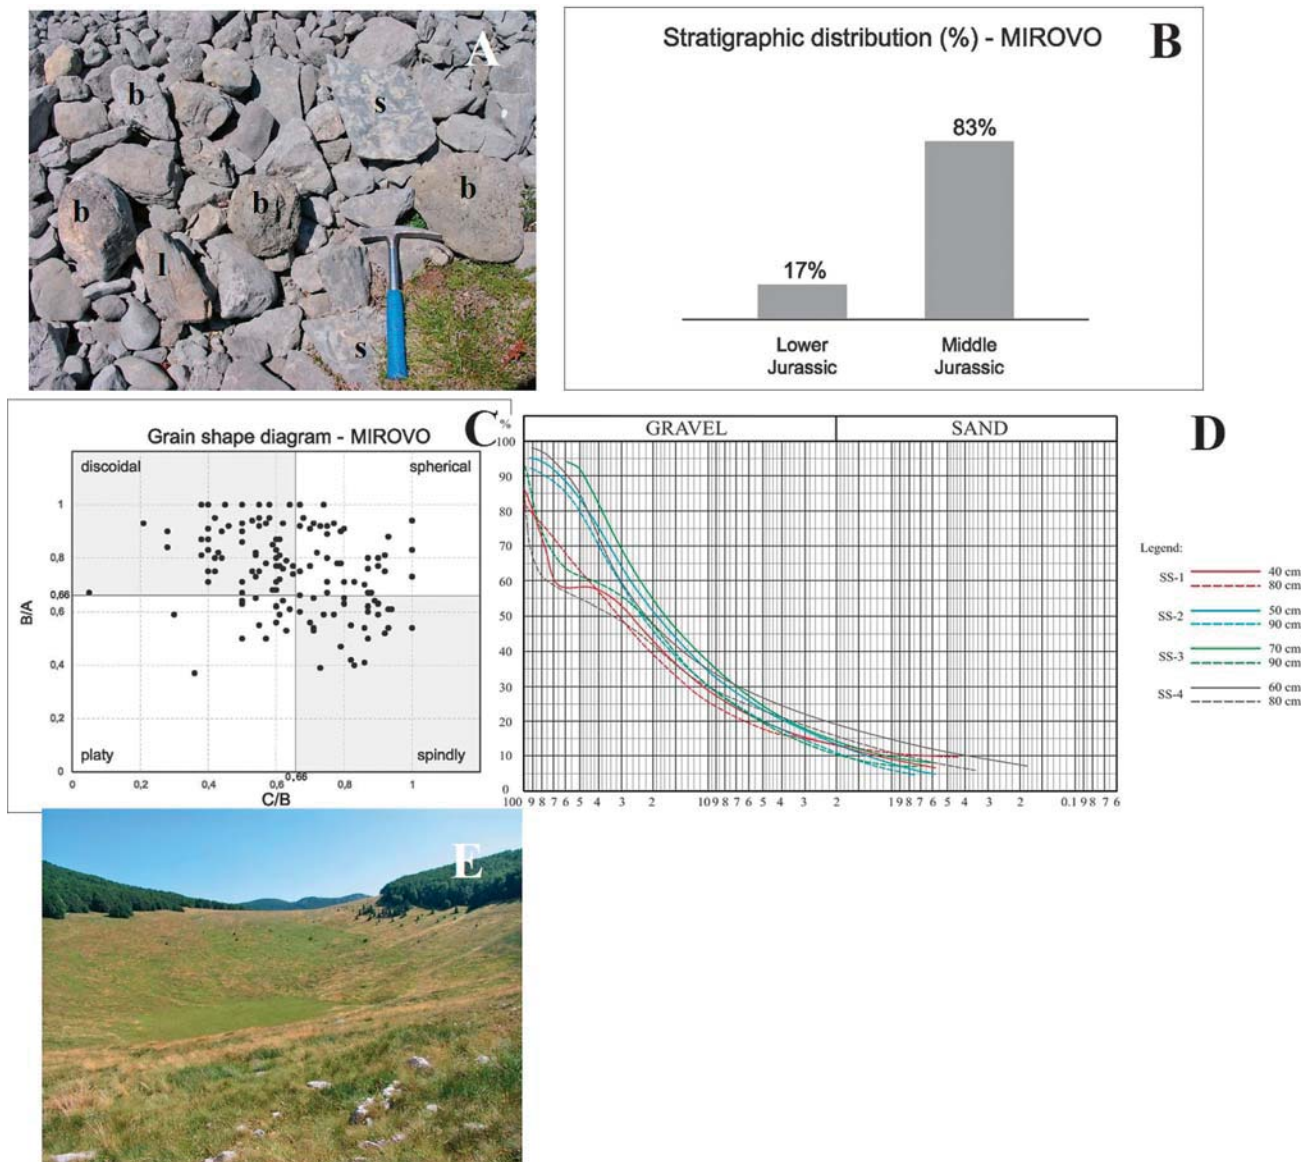 A
b
s
b
b
b
l
s
B
Stratigraphic distribution (%) - MIROVO
83%
17%
Lower
Jurassic
Middle
Jurassic
C
Grain shape diagram - MIROVO
discoidal
spherical
1
0,8
0,66
0,6
0,4
0,2
0
B/A
platy
spindly
0 0,2 0,4 0,6 0,66 0,8 1
C/B
D
%
GRAVEL SAND
100
90
80
70
60
50
40
30
20
10
0
100 9 8 7 6 5 4 3 2 10 9 8 7 6 5 4 3 2 1 9 8 7 6 5 4 3 2 0.1 9 8 7 6
Legend:
SS-1 40 cm
80 cm
SS-2 50 cm
90 cm
SS-3 70 cm
90 cm
SS-4 60 cm
80 cm
E